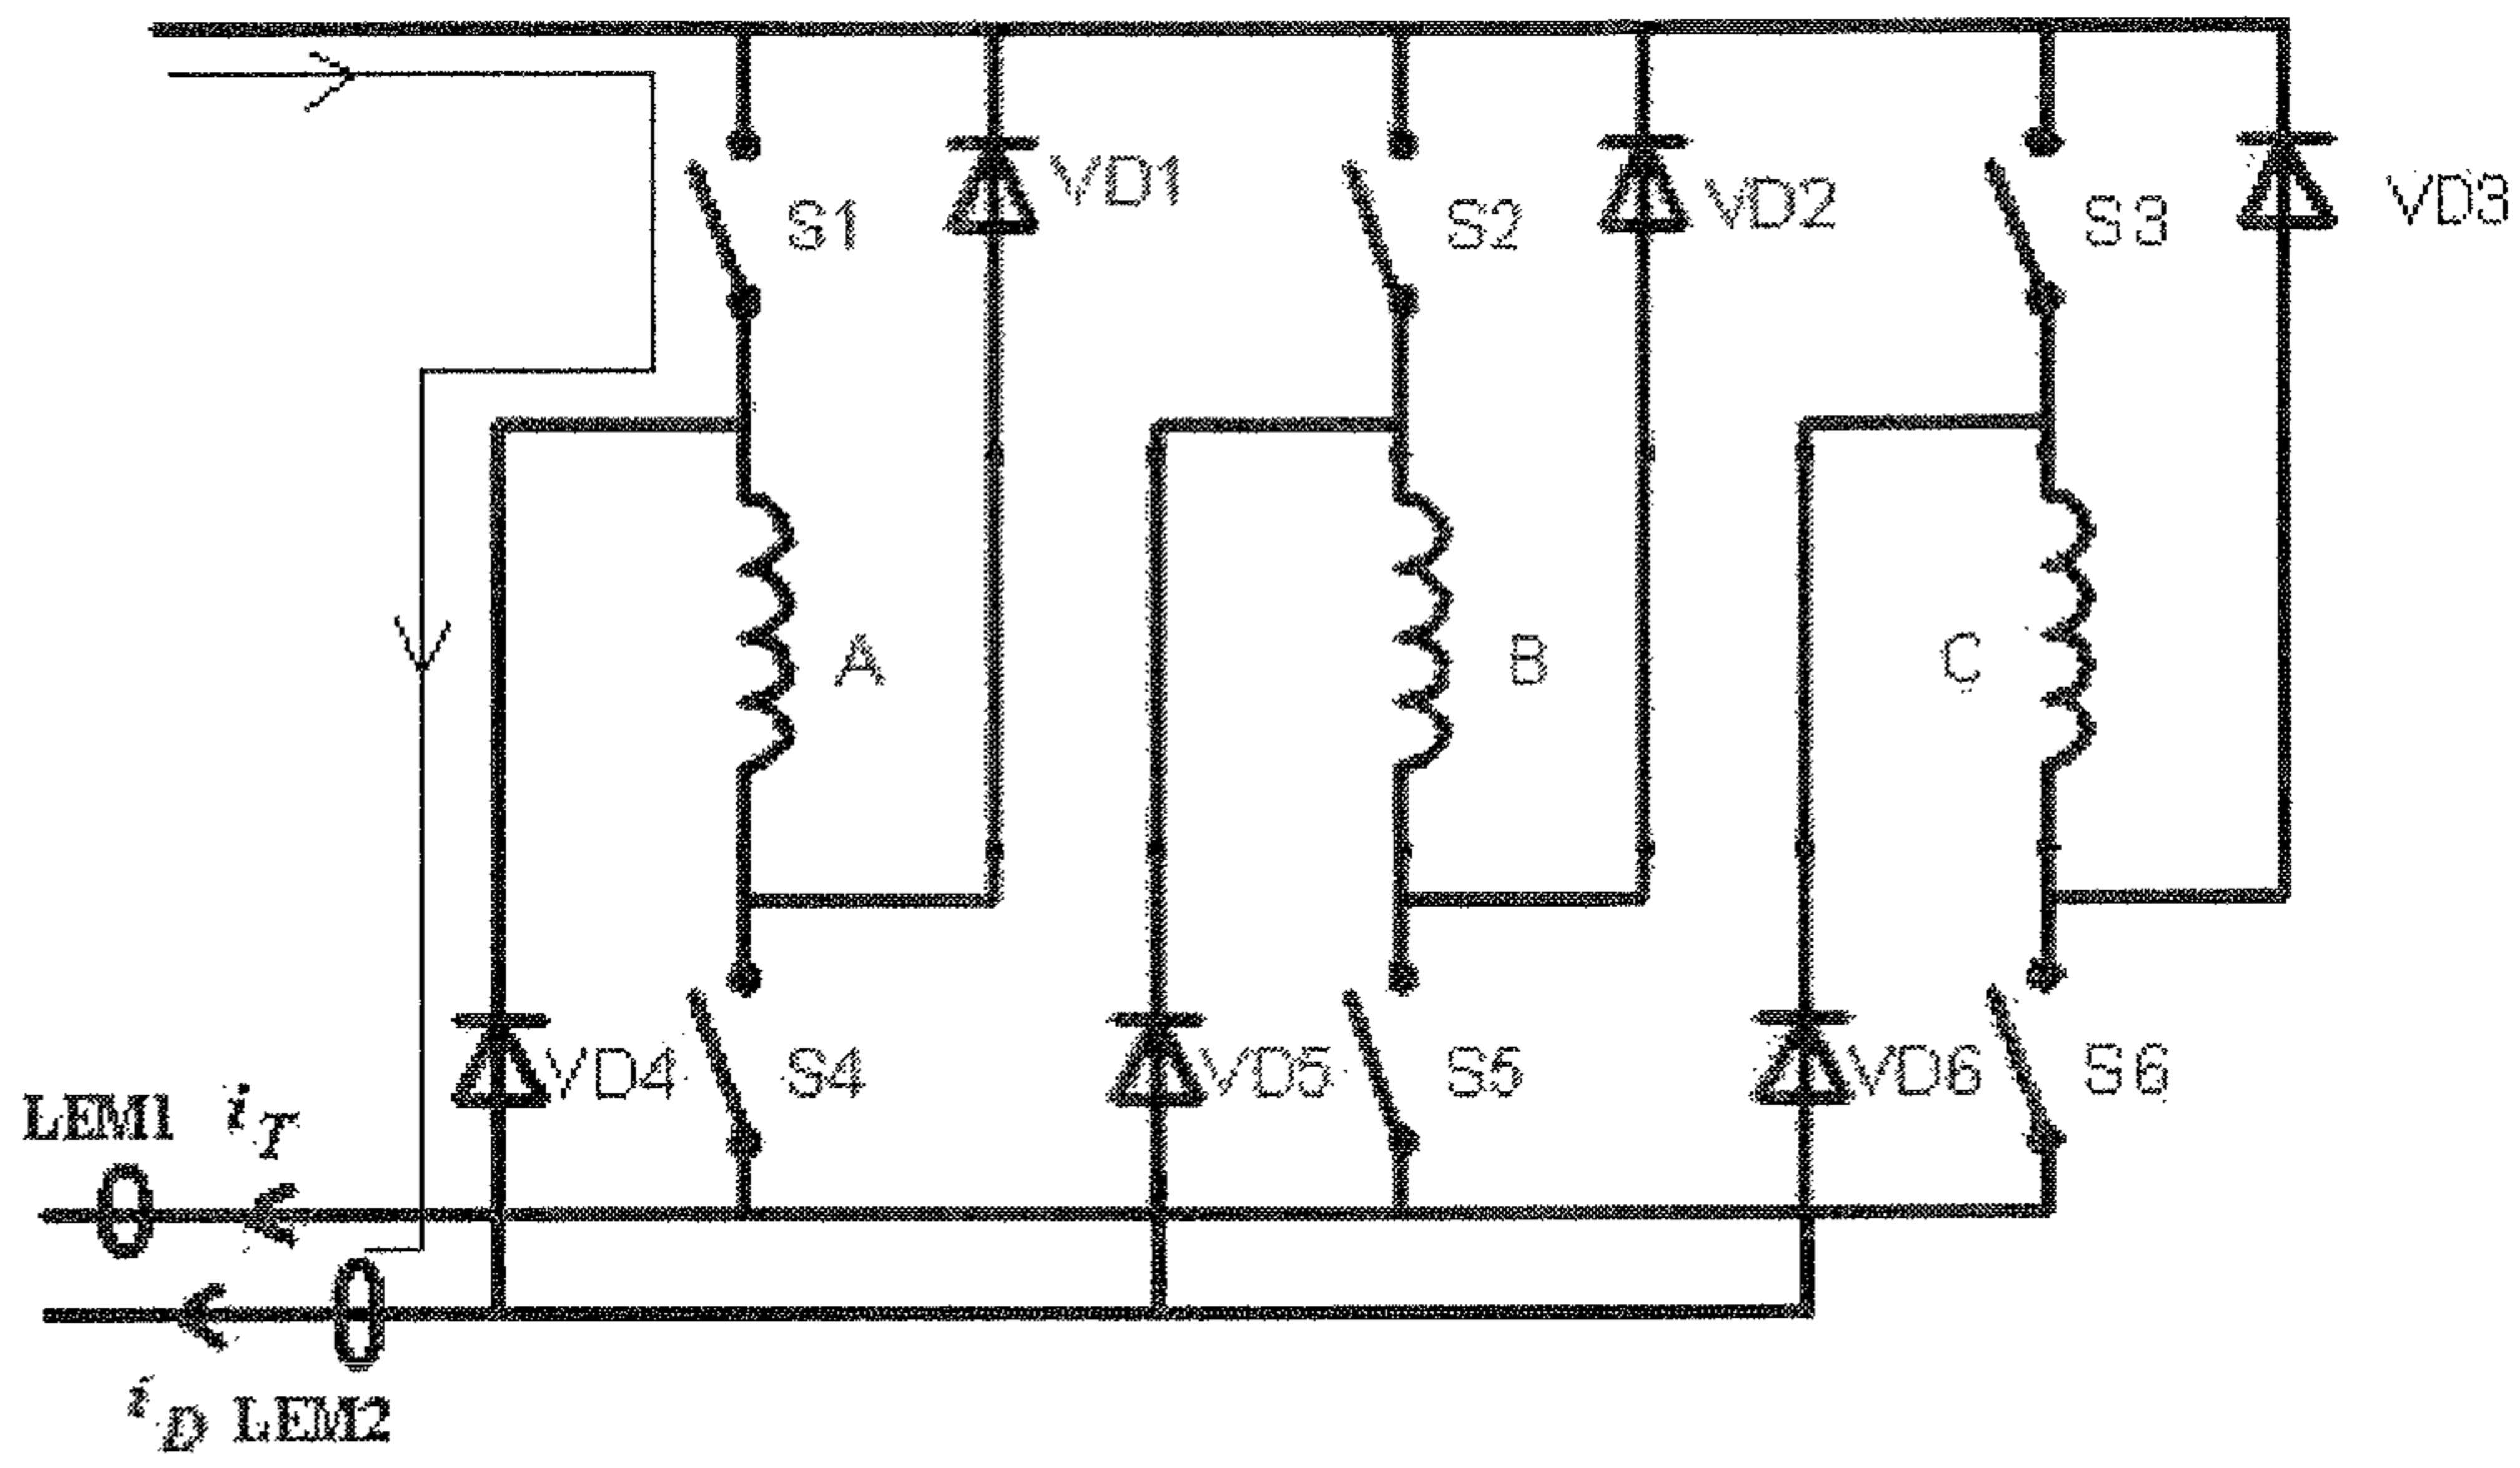 VD1
S1
S2
VD2
S3
VD3
A
B
C
VD4
S4
VD5
S5
VD6
S6
LEM1 i_T
i_D LEM2